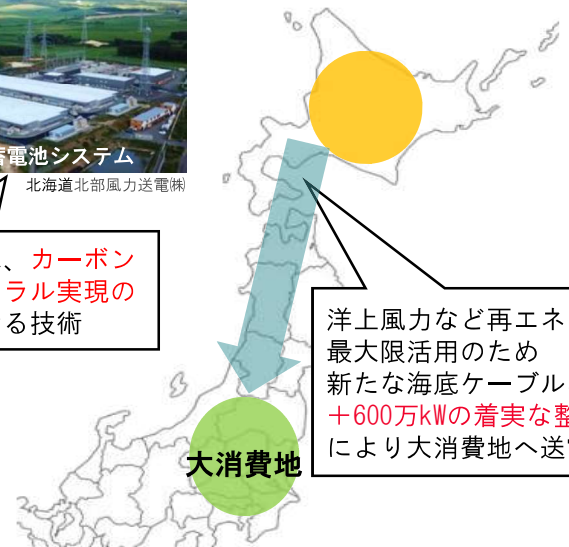 蓄電池システム
北海道北部風力送電㈱
、カーボン
ラル実現の
る技術
洋上風力など再エネ
最大限活用のため
新たな海底ケーブル
＋600万kWの着実な整
により大消費地へ送
大消費地